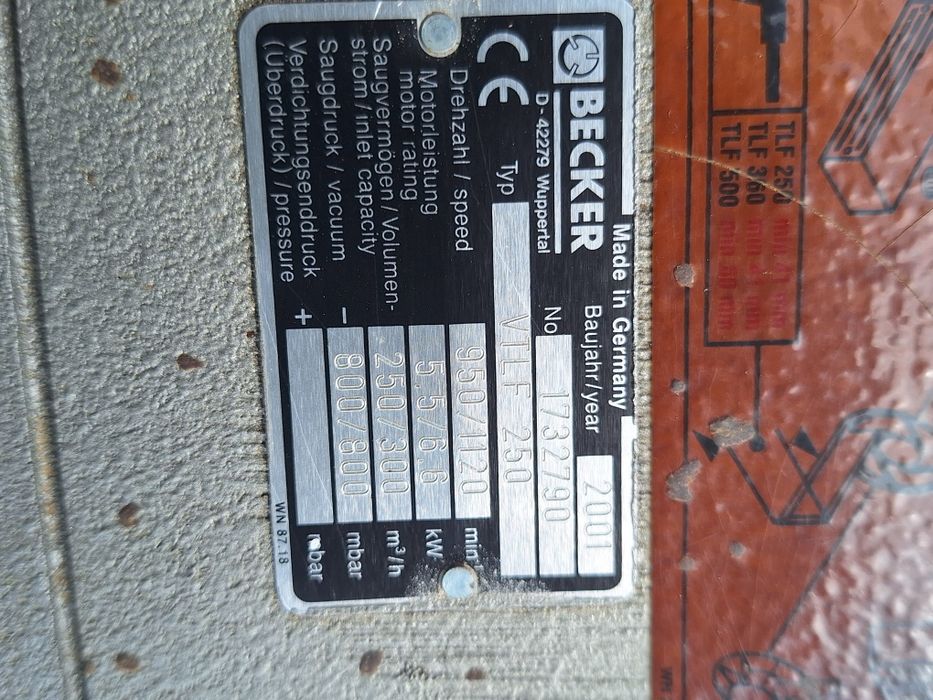 Made in Germany
BECKER
D - 42279 Wuppertal
Baujahr/year 2001
No 1732790
CE
Typ VTLF 250
Drehzahl / speed 950/1120 min
Motorleistung
motor rating 5.5/6.6 kW
Saugvermögen/Volumen-
strom/inlet capacity 250/300 m³/h
Saugdruck / vacuum - 800/800 mbar
Verdichtungsenddruck
(Überdruck) / pressure + mbar
WN 87-18
TLF 250
TLF 360
TLF 500